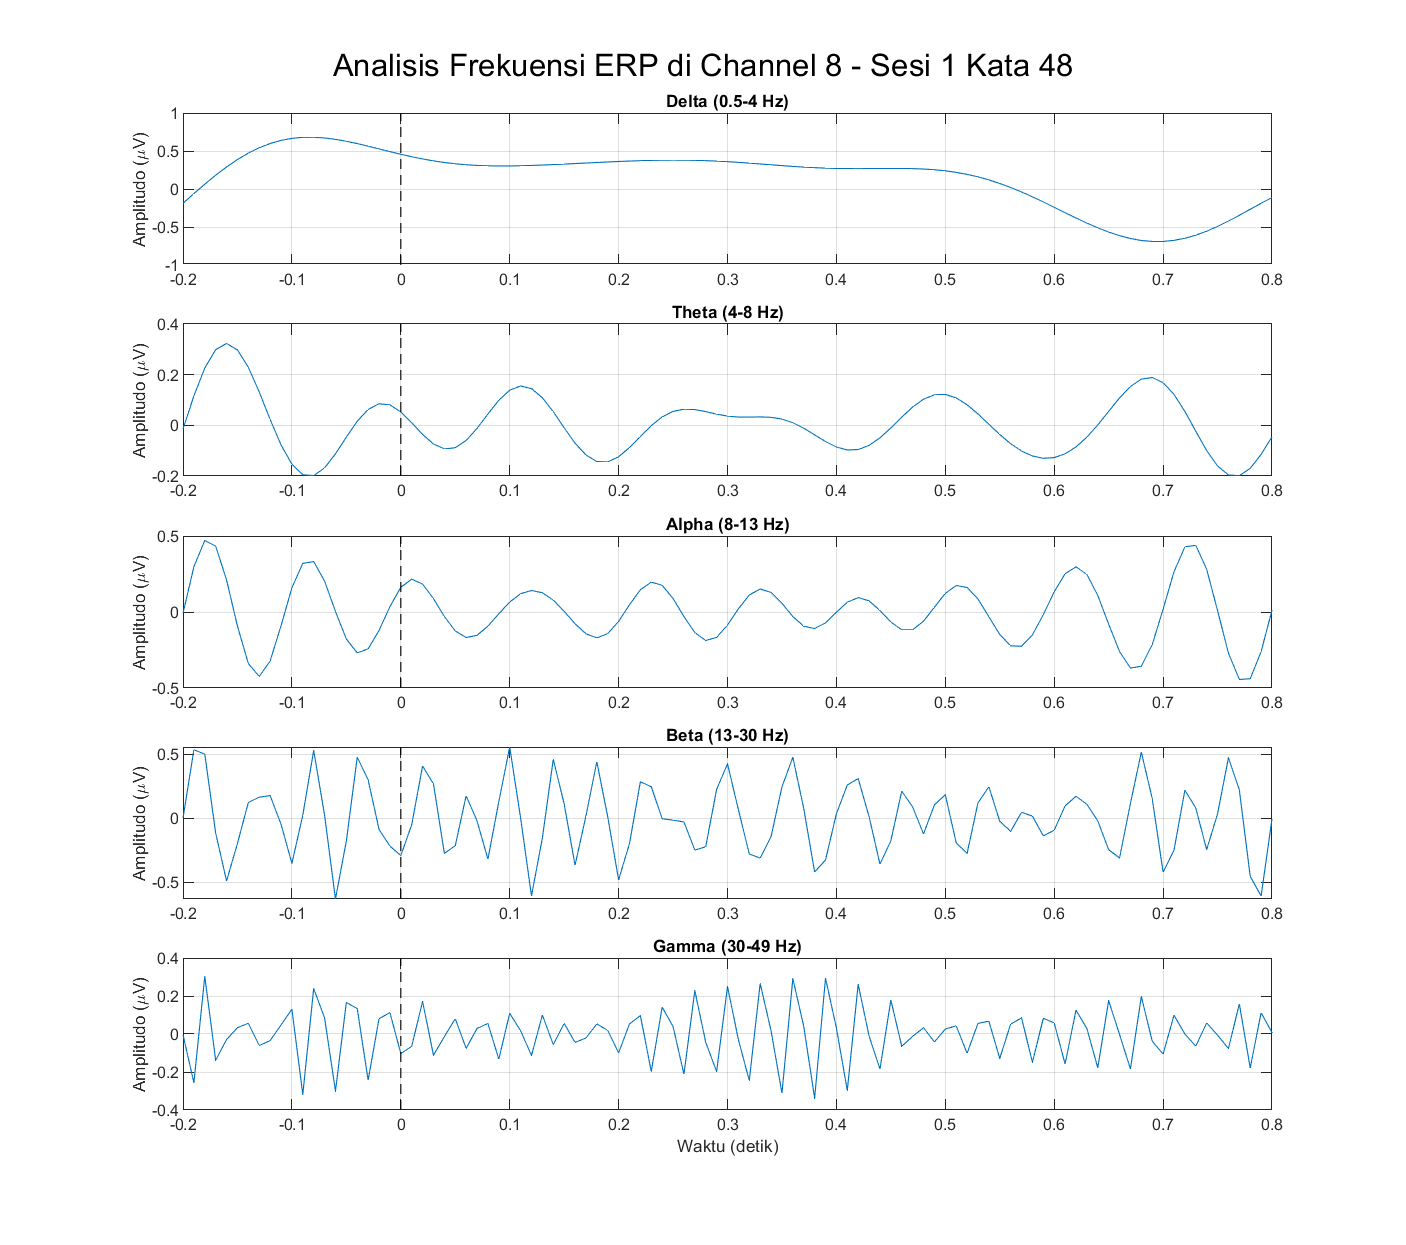 Analisis Frekuensi ERP di Channel 8 - Sesi 1 Kata 48
Delta (0.5-4 Hz)
Amplitudo (μV)
1
0.5
0
-0.5
-1
-0.2 -0.1 0 0.1 0.2 0.3 0.4 0.5 0.6 0.7 0.8
Theta (4-8 Hz)
Amplitudo (μV)
0.4
0.2
0
-0.2
-0.2 -0.1 0 0.1 0.2 0.3 0.4 0.5 0.6 0.7 0.8
Alpha (8-13 Hz)
Amplitudo (μV)
0.5
0
-0.5
-0.2 -0.1 0 0.1 0.2 0.3 0.4 0.5 0.6 0.7 0.8
Beta (13-30 Hz)
Amplitudo (μV)
0.5
0
-0.5
-0.2 -0.1 0 0.1 0.2 0.3 0.4 0.5 0.6 0.7 0.8
Gamma (30-49 Hz)
Amplitudo (μV)
0.4
0.2
0
-0.2
-0.4
-0.2 -0.1 0 0.1 0.2 0.3 0.4 0.5 0.6 0.7 0.8
Waktu (detik)